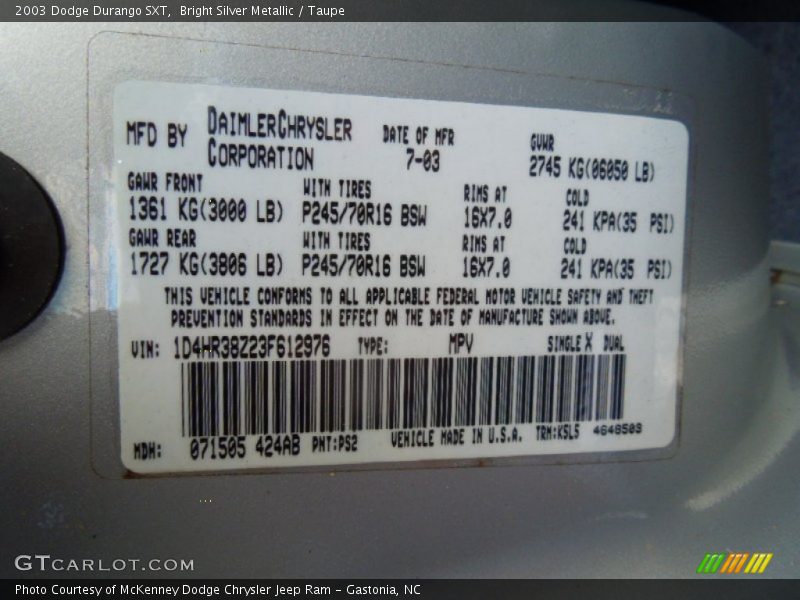 2003 Dodge Durango SXT, Bright Silver Metallic / Taupe
MFD BY DAIMLERCHRYSLER CORPORATION DATE OF MFR 7-03 GVWR 2745 KG(06050 LB)
GAWR FRONT WITH TIRES RIMS AT COLD
1361 KG(3000 LB) P245/70R16 BSW 16X7.0 241 KPA(35 PSI)
GAWR REAR WITH TIRES RIMS AT COLD
1727 KG(3806 LB) P245/70R16 BSW 16X7.0 241 KPA(35 PSI)
THIS VEHICLE CONFORMS TO ALL APPLICABLE FEDERAL MOTOR VEHICLE SAFETY AND THEFT
PREVENTION STANDARDS IN EFFECT ON THE DATE OF MANUFACTURE SHOWN ABOVE.
VIN: 1D4HR38Z23F612976 TYPE: MPV SINGLE X DUAL
MDH: 071505 424AB PNT:PS2 VEHICLE MADE IN U.S.A. TRM:K5L5 4648503
GTCARLOT.COM
Photo Courtesy of McKenney Dodge Chrysler Jeep Ram – Gastonia, NC